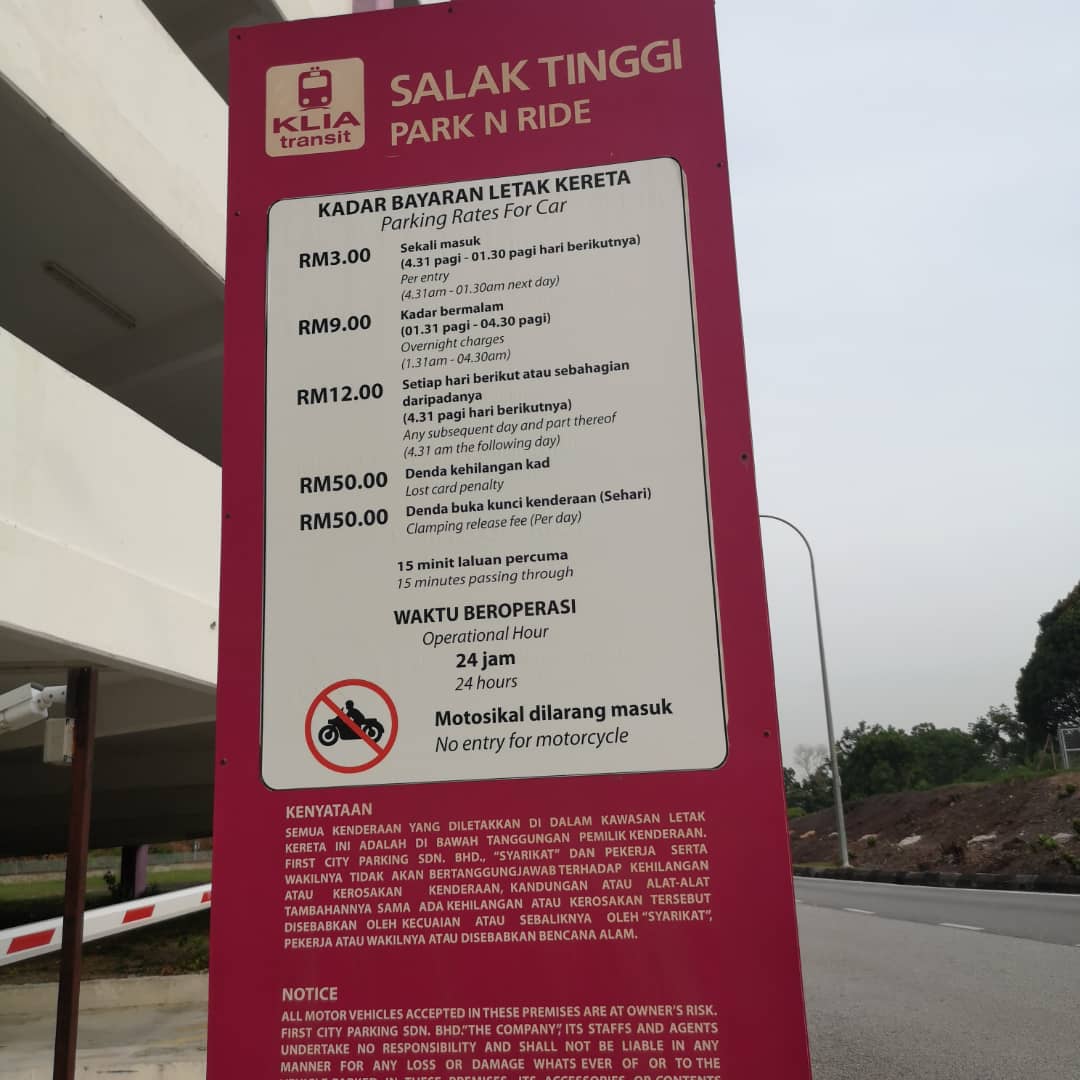 KLIA
transit
SALAK TINGGI
PARK N RIDE
KADAR BAYARAN LETAK KERETA
Parking Rates For Car
RM3.00
Sekali masuk
(4.31 pagi - 01.30 pagi hari berikutnya)
Per entry
(4.31am - 01.30am next day)
RM9.00
Kadar bermalam
(01.31 pagi - 04.30 pagi)
Overnight charges
(1.31am - 04.30am)
RM12.00
Setiap hari berikut atau sebahagian
daripadanya
(4.31 pagi hari berikutnya)
Any subsequent day and part thereof
(4.31 am the following day)
RM50.00
Denda kehilangan kad
Lost card penalty
RM50.00
Denda buka kunci kenderaan (Sehari)
Clamping release fee (Per day)
15 minit laluan percuma
15 minutes passing through
WAKTU BEROPERASI
Operational Hour
24 jam
24 hours
Motosikal dilarang masuk
No entry for motorcycle
KENYATAAN
SEMUA KENDERAAN YANG DILETAKKAN DI DALAM KAWASAN LETAK
KERETA INI ADALAH DI BAWAH TANGGUNGAN PEMILIK KENDERAAN.
FIRST CITY PARKING SDN. BHD., "SYARIKAT" DAN PEKERJA SERTA
WAKILNYA TIDAK AKAN BERTANGGUNGJAWAB TERHADAP KEHILANGAN
ATAU KEROSAKAN KENDERAAN, KANDUNGAN ATAU ALAT-ALAT
TAMBAHANNYA SAMA ADA KEHILANGAN ATAU KEROSAKAN TERSEBUT
DISEBABKAN OLEH KECUAIAN ATAU SEBALIKNYA OLEH "SYARIKAT",
PEKERJA ATAU WAKILNYA ATAU DISEBABKAN BENCANA ALAM.
NOTICE
ALL MOTOR VEHICLES ACCEPTED IN THESE PREMISES ARE AT OWNER'S RISK.
FIRST CITY PARKING SDN. BHD."THE COMPANY", ITS STAFFS AND AGENTS
UNDERTAKE NO RESPONSIBILITY AND SHALL NOT BE LIABLE IN ANY
MANNER FOR ANY LOSS OR DAMAGE WHATS EVER OF OR TO THE
VEHICLE PARKED IN THESE PREMISES, ITS ACCESSORIES OR CONTENTS